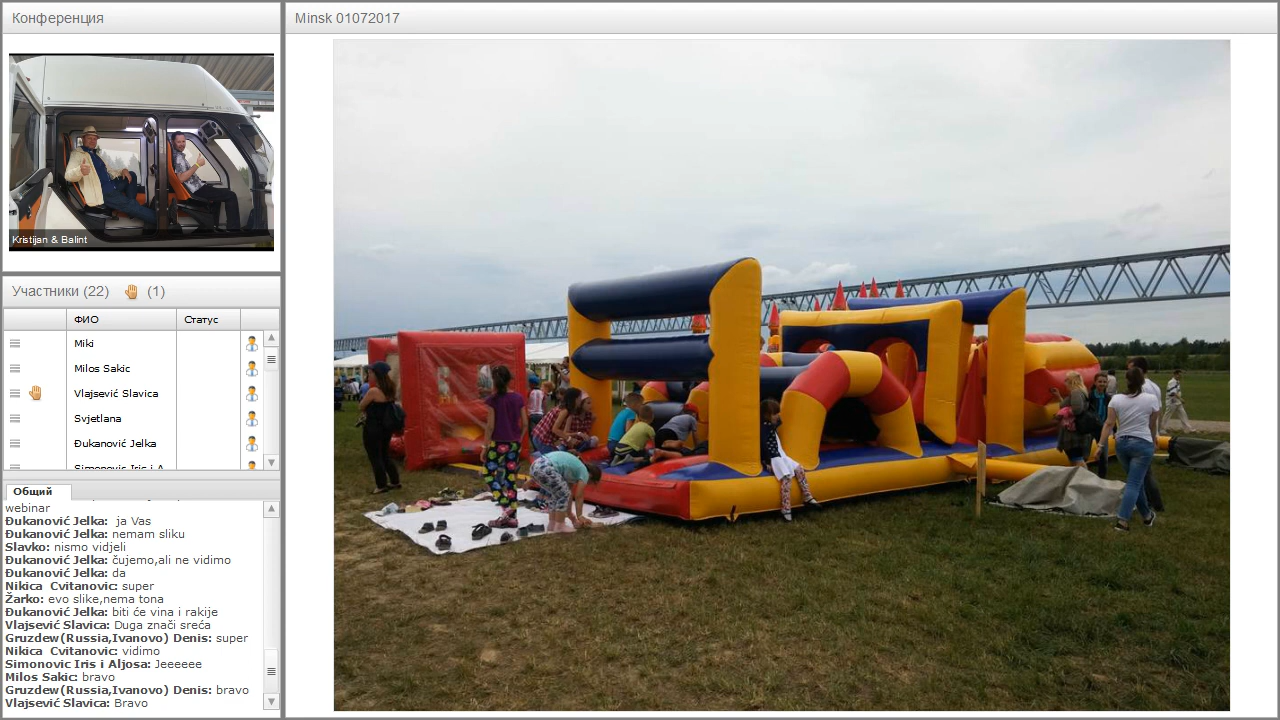 Конференция
Kristijan & Balint
Участники (22) (1)
ФИО Статус
Miki
Milos Sakic
Vlajsević Slavica
Svjetlana
Đukanović Jelka
Simonovic Iris i A
Общий
webinar
Đukanović Jelka: ja Vas
Đukanović Jelka: nemam sliku
Slavko: nismo vidjeli
Đukanović Jelka: čujemo,ali ne vidimo
Đukanović Jelka: da
Nikica Cvitanovic: super
Žarko: evo slike,nema tona
Đukanović Jelka: biti će vina i rakije
Vlajsević Slavica: Duga znači sreća
Gruzdew(Russia,Ivanovo) Denis: super
Nikica Cvitanovic: vidimo
Simonovic Iris i Aljosa: Jeeeeee
Milos Sakic: bravo
Gruzdew(Russia,Ivanovo) Denis: bravo
Vlajsević Slavica: Bravo
Minsk 01072017